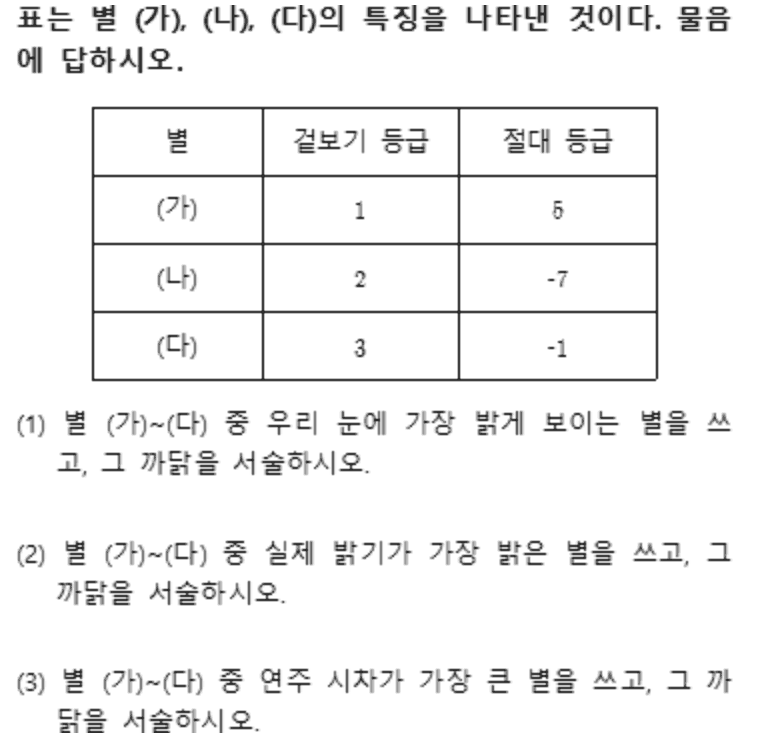 표는 별 (가), (나), (다)의 특징을 나타낸 것이다. 물음
에 답하시오.
별 겉보기 등급 절대 등급
(가) 1 5
(나) 2 -7
(다) 3 -1
(1) 별 (가)~(다) 중 우리 눈에 가장 밝게 보이는 별을 쓰
고, 그 까닭을 서술하시오.
(2) 별 (가)~(다) 중 실제 밝기가 가장 밝은 별을 쓰고, 그
까닭을 서술하시오.
(3) 별 (가)~(다) 중 연주 시차가 가장 큰 별을 쓰고, 그 까
닭을 서술하시오.